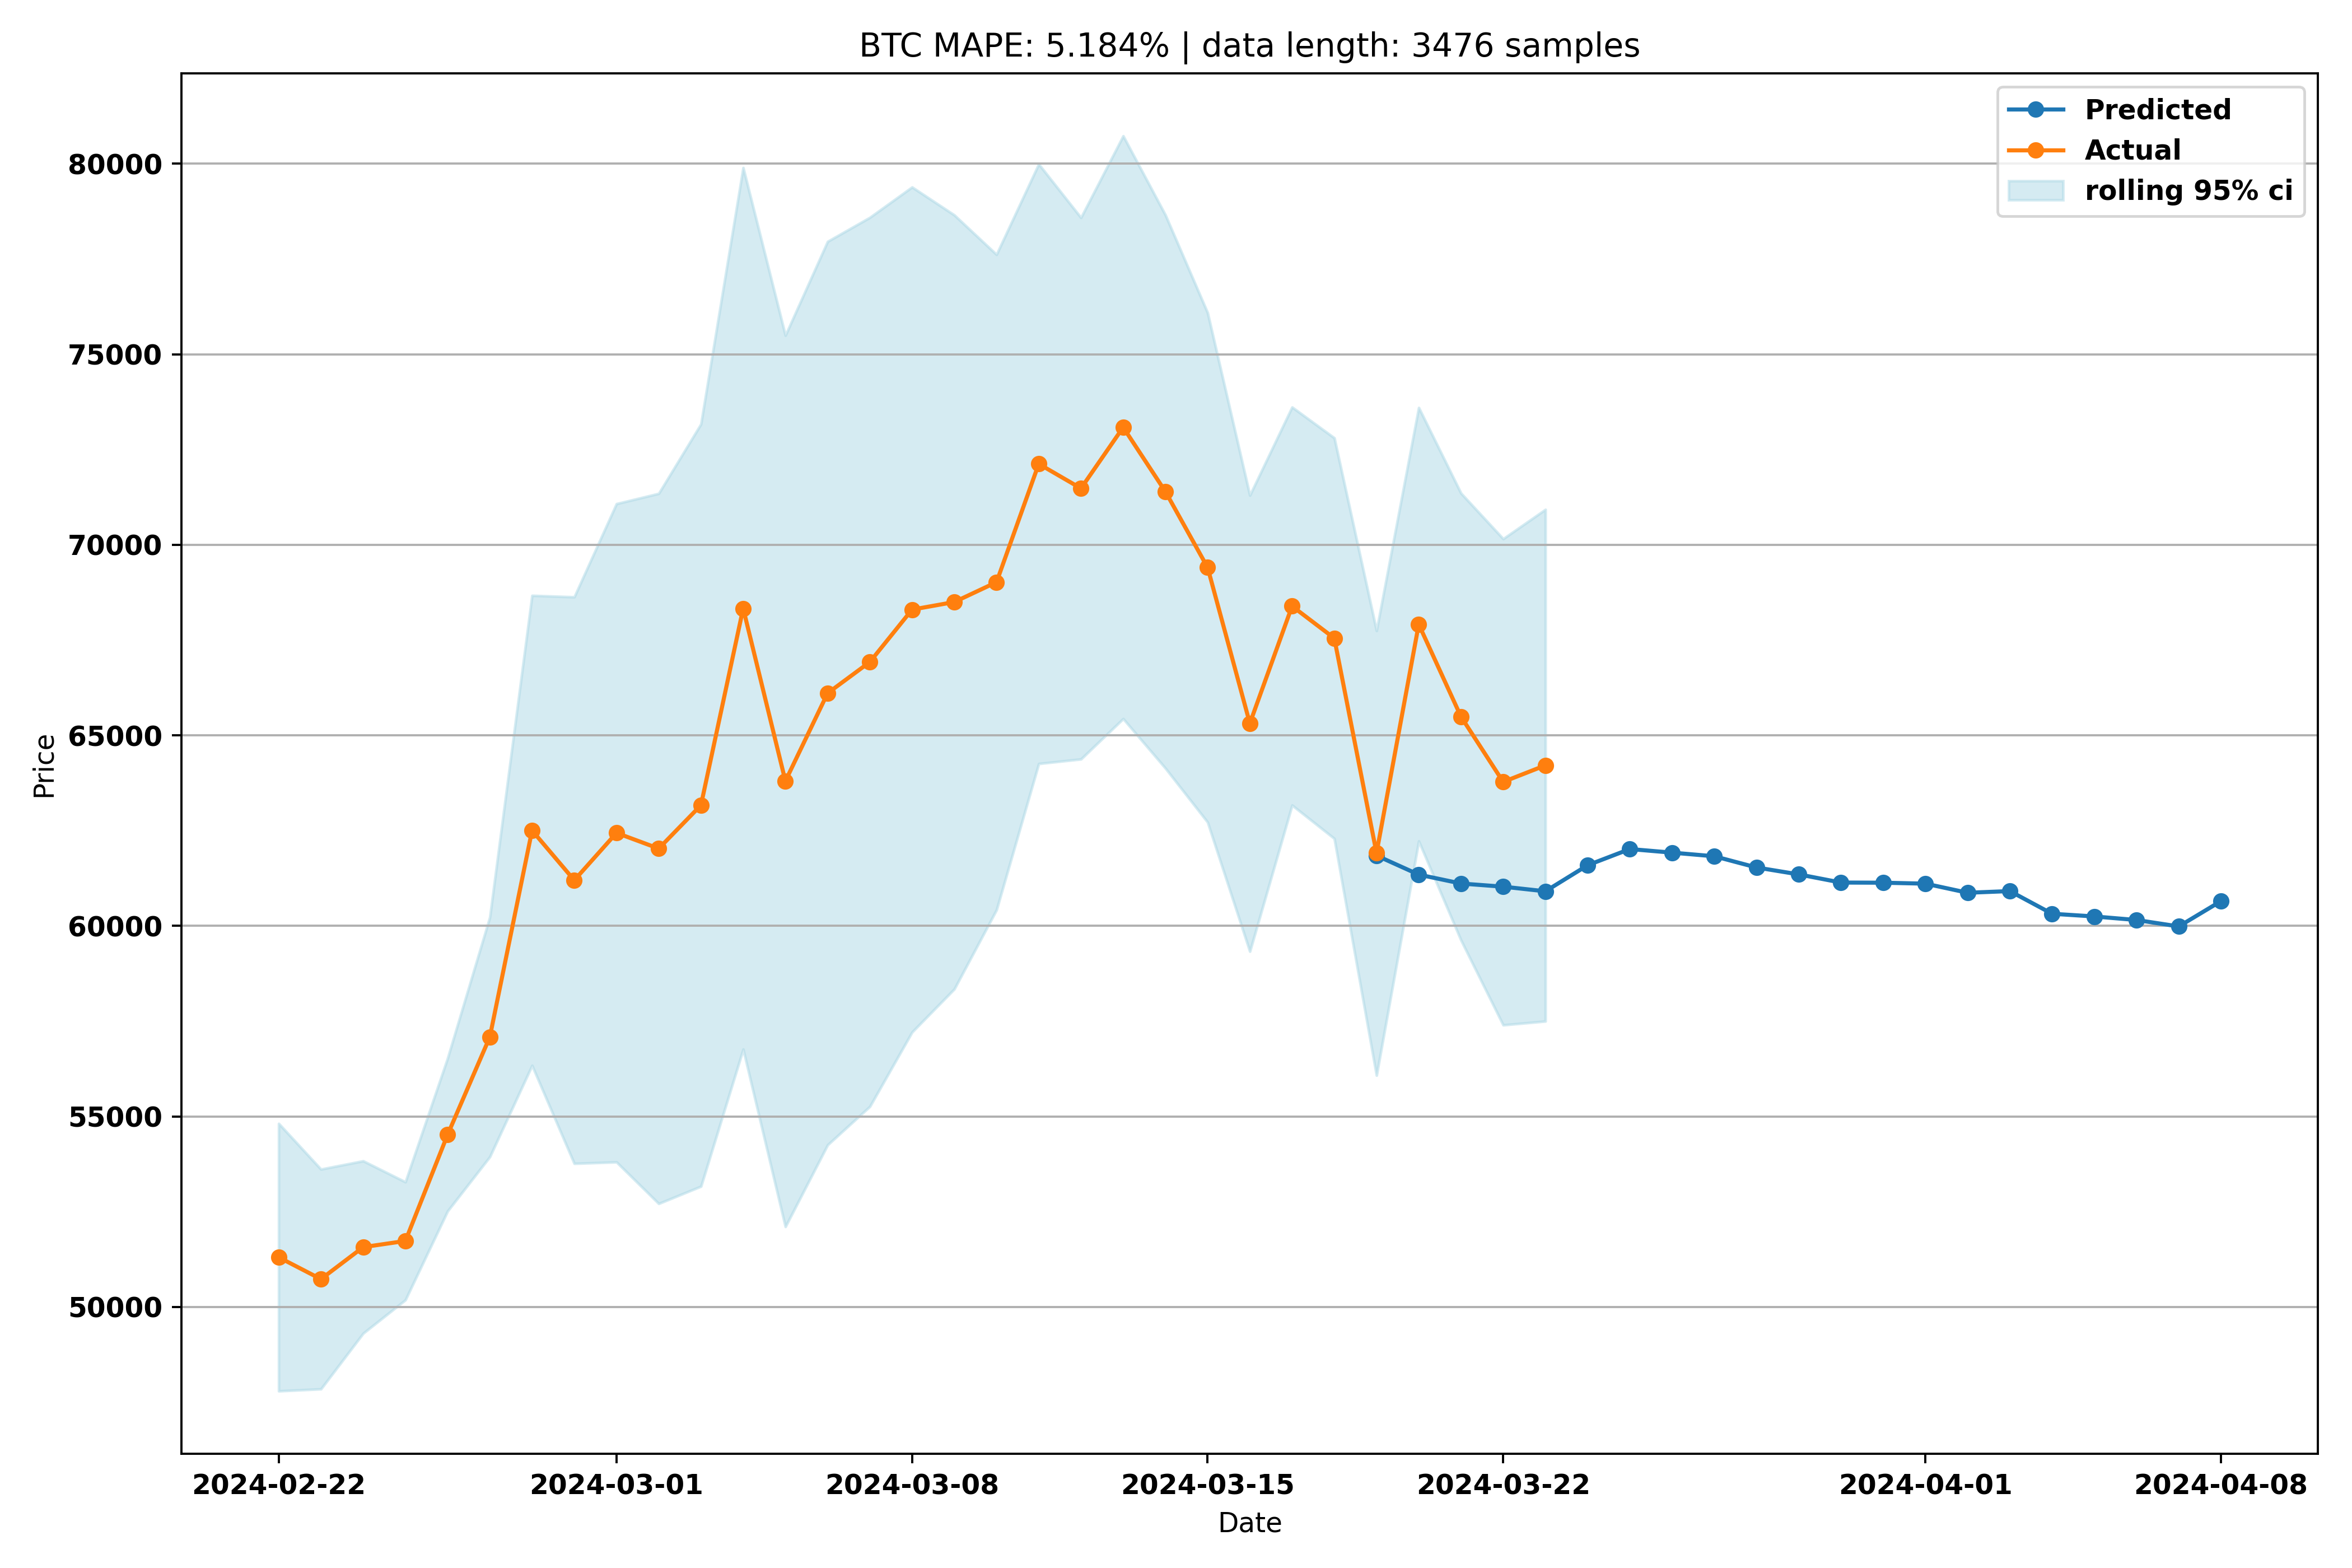 BTC MAPE: 5.184% | data length: 3476 samples
Predicted
Actual
rolling 95% ci
80000
75000
70000
65000
60000
55000
50000
Price
2024-02-22
2024-03-01
2024-03-08
2024-03-15
2024-03-22
2024-04-01
2024-04-08
Date